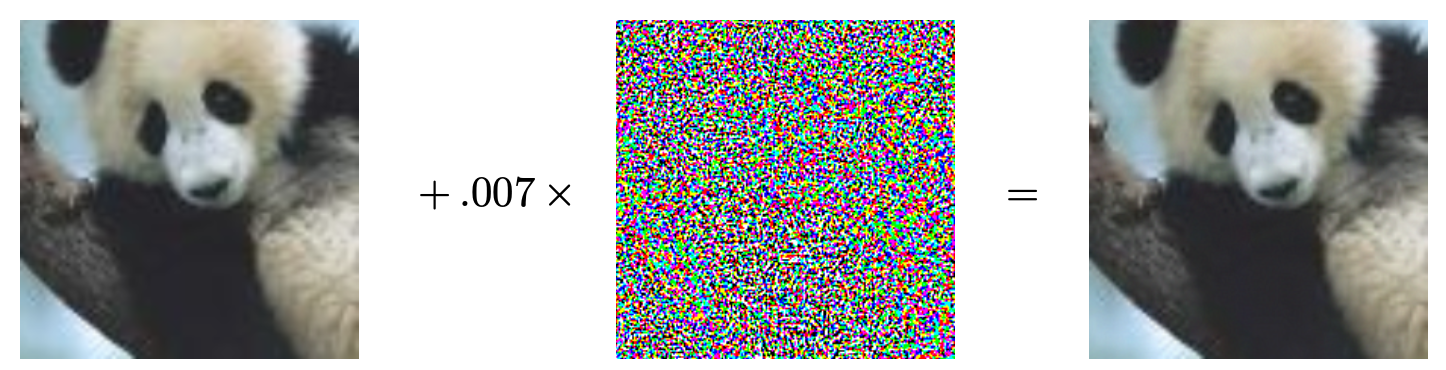 + .007 × =